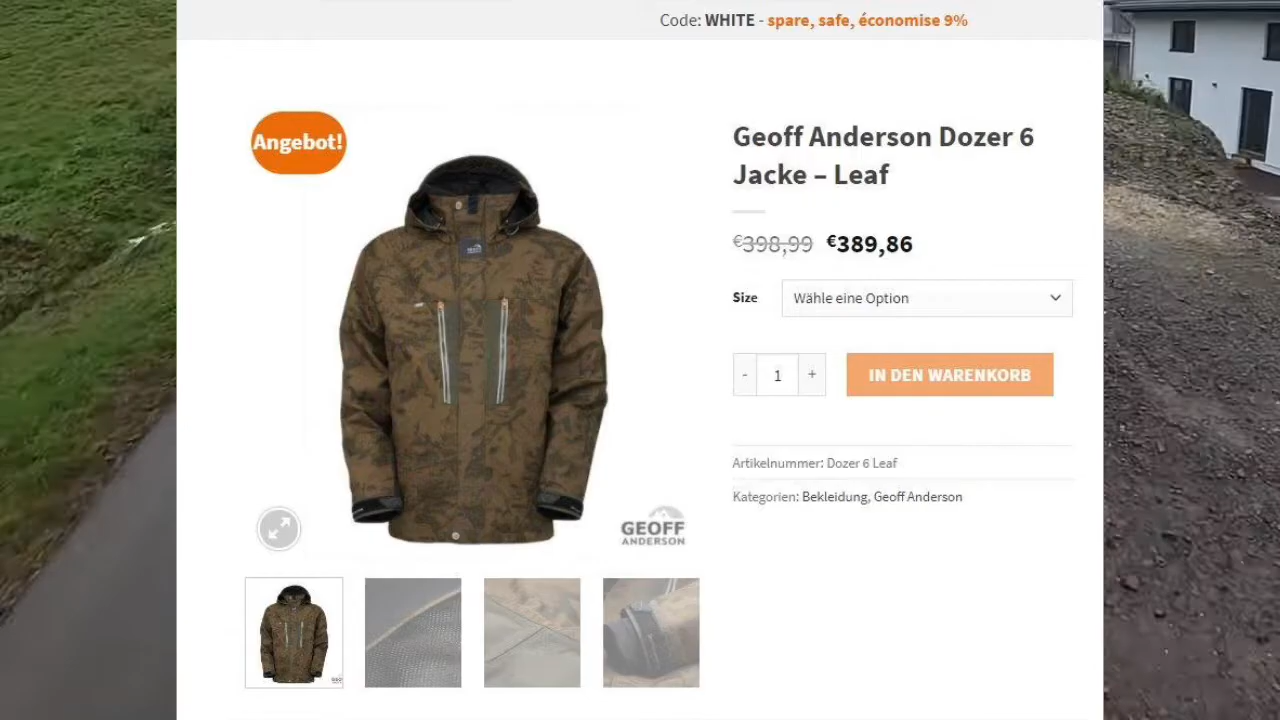 Code: WHITE - spare, safe, économise 9%
Angebot!
Geoff Anderson Dozer 6
Jacke – Leaf
€398,99 €389,86
Size
Wähle eine Option
- 1 +
IN DEN WARENKORB
Artikelnummer: Dozer 6 Leaf
Kategorien: Bekleidung, Geoff Anderson
GEOFF
ANDERSON
GEOFF